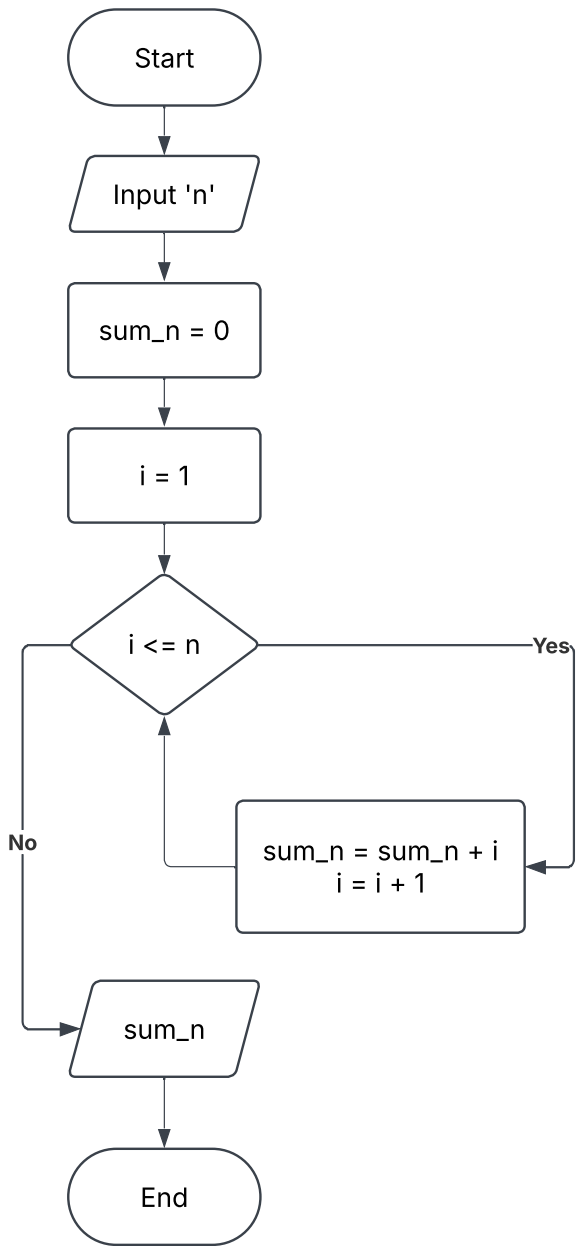 Start
Input 'n'
sum_n = 0
i = 1
i <= n
Yes
No
sum_n = sum_n + i
i = i + 1
sum_n
End